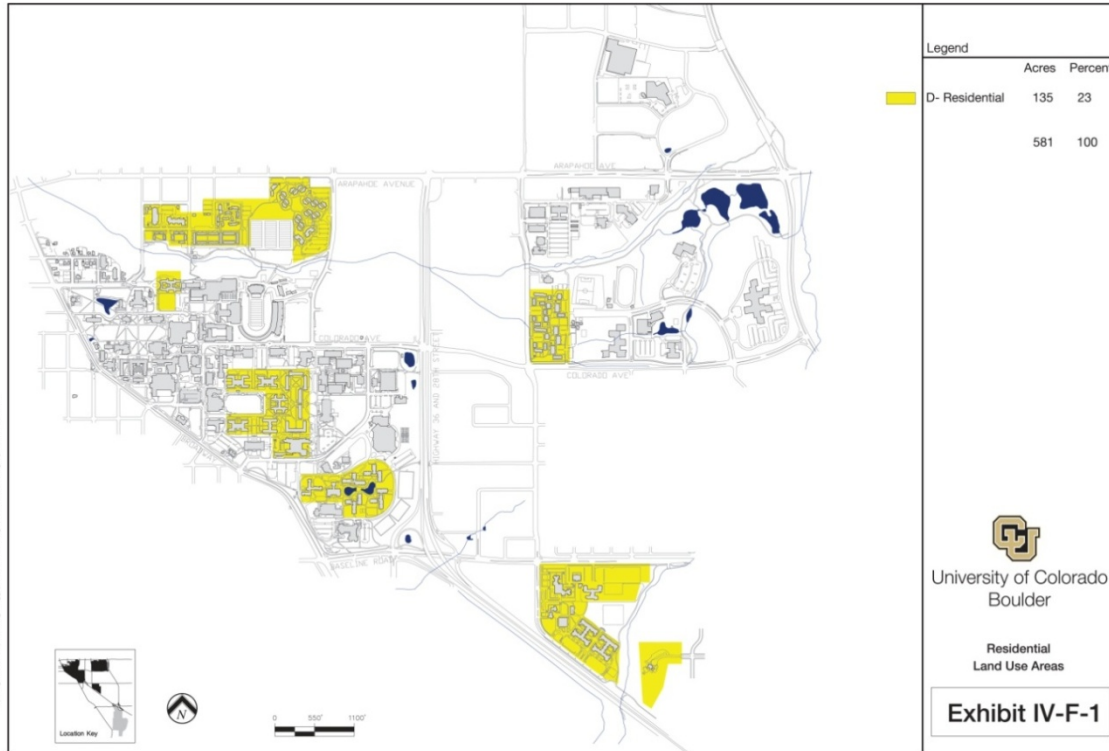 Legend
Acres Percent
D- Residential 135 23
581 100
ARAPAHOE AVE
ARAPAHOE AVENUE
COLORADO AVE
COLORADO AVE
HIGHWAY 36 AND 28TH STREET
BASELINE ROAD
CU
University of Colorado
Boulder
Residential
Land Use Areas
Exhibit IV-F-1
Location Key
N
0 550' 1100'